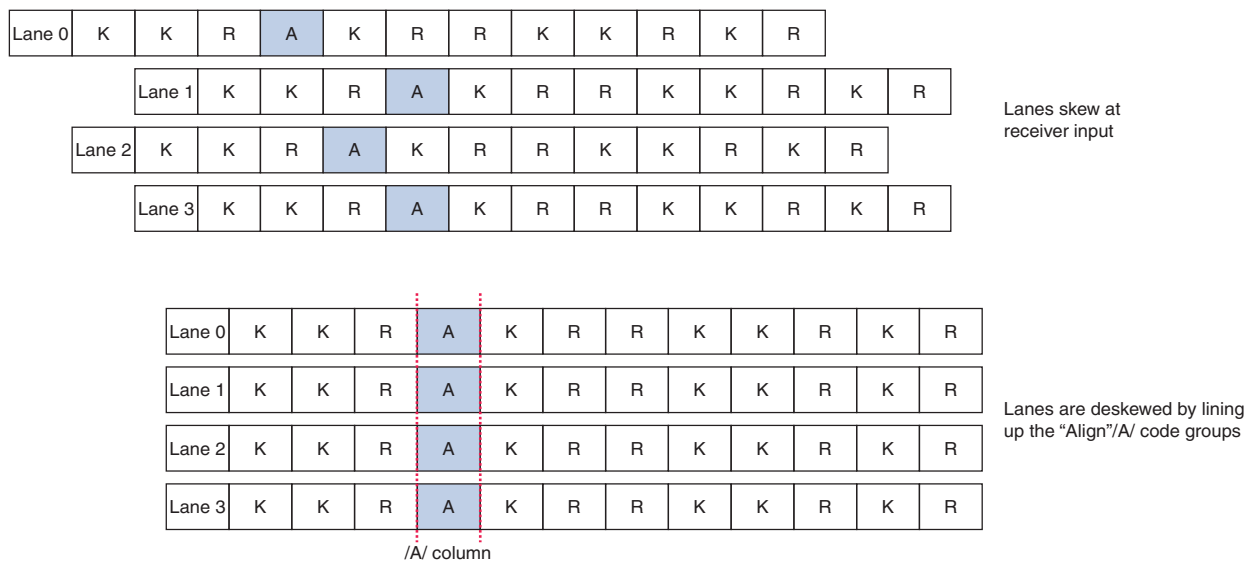 Lane 0 K K R A K R R K K R K R
Lane 1 K K R A K R R K K R K R
Lanes skew at
receiver input
Lane 2 K K R A K R R K K R K R
Lane 3 K K R A K R R K K R K R
Lane 0 K K R A K R R K K R K R
Lane 1 K K R A K R R K K R K R
Lanes are deskewed by lining
up the “Align”/A/ code groups
Lane 2 K K R A K R R K K R K R
Lane 3 K K R A K R R K K R K R
/A/ column